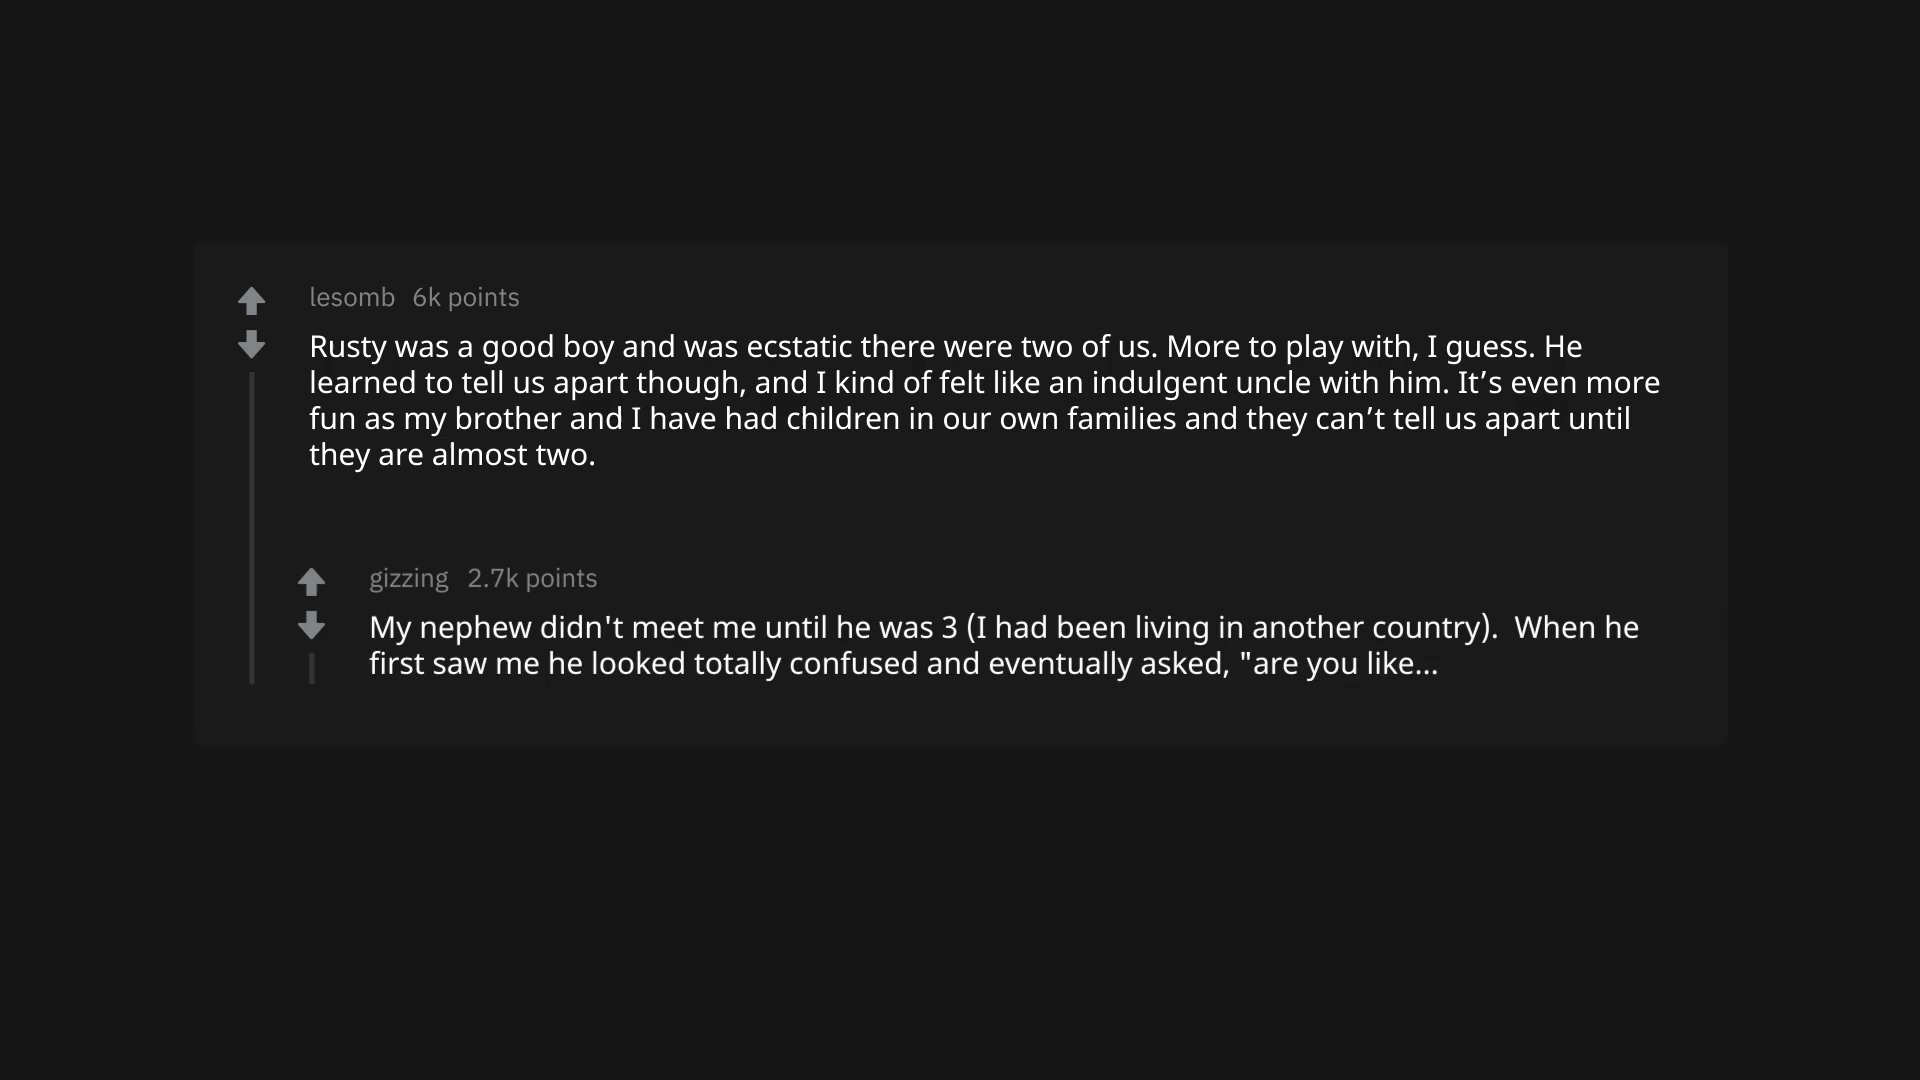 lesomb 6k points
Rusty was a good boy and was ecstatic there were two of us. More to play with, I guess. He
learned to tell us apart though, and I kind of felt like an indulgent uncle with him. It’s even more
fun as my brother and I have had children in our own families and they can’t tell us apart until
they are almost two.
gizzing 2.7k points
My nephew didn't meet me until he was 3 (I had been living in another country).  When he
first saw me he looked totally confused and eventually asked, "are you like...